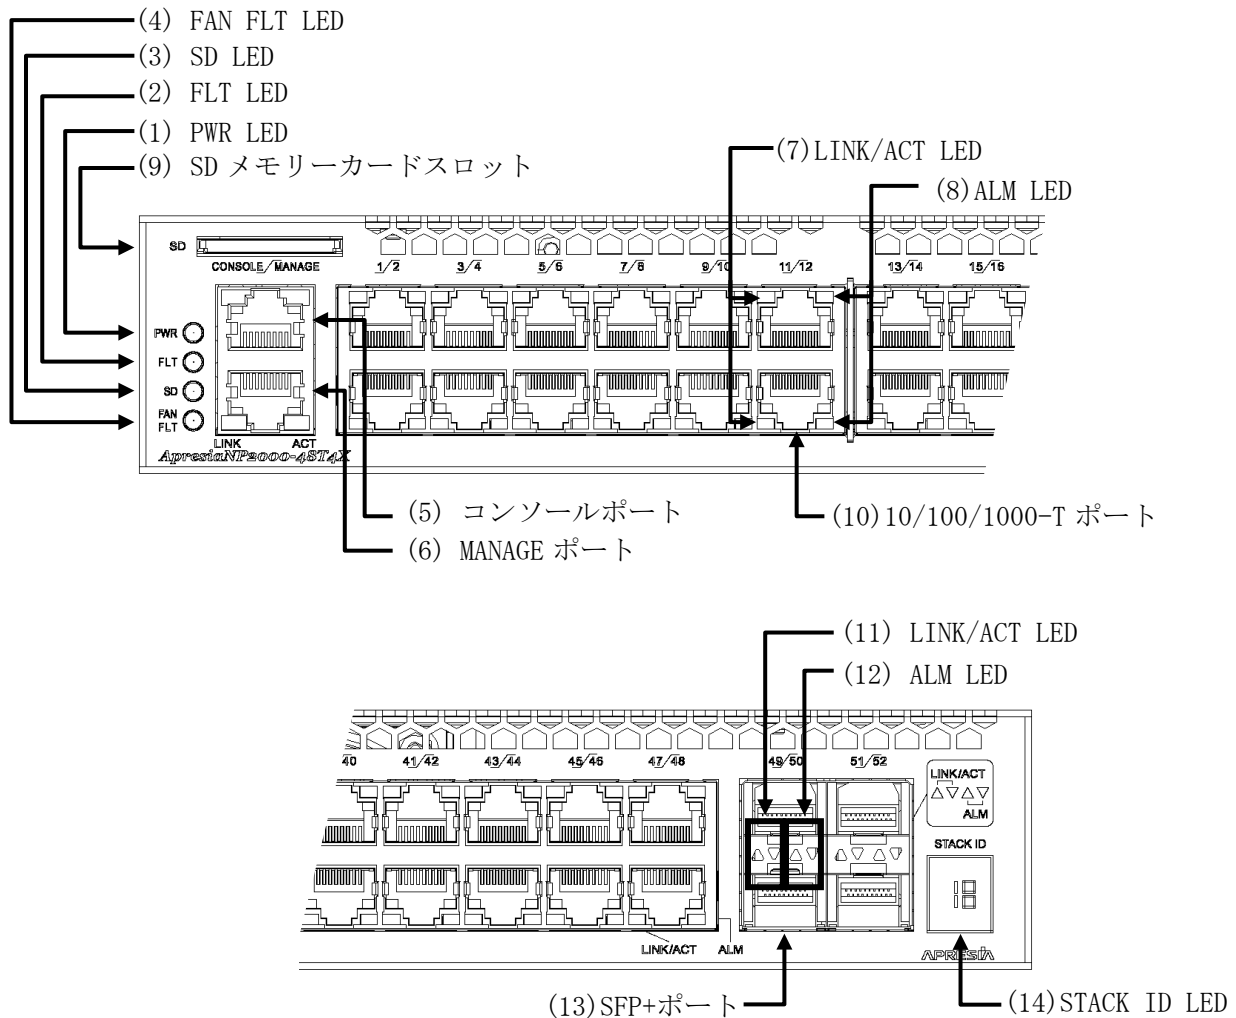 (4) FAN FLT LED
(3) SD LED
(2) FLT LED
(1) PWR LED
(9) SD メモリーカードスロット
(7)LINK/ACT LED
(8)ALM LED
SD
CONSOLE/MANAGE
1/2 3/4 5/6 7/8 9/10 11/12 13/14 15/16
PWR
FLT
SD
FAN
FLT
LINK ACT
ApresiaNP2000-48T4X
(5) コンソールポート
(6) MANAGE ポート
(10)10/100/1000-T ポート
(11) LINK/ACT LED
(12) ALM LED
40 41/42 43/44 45/46 47/48 49/50 51/52
LINK/ACT
ALM
STACK ID
18
LINK/ACT ALM
APRESIA
(13)SFP+ポート
(14)STACK ID LED